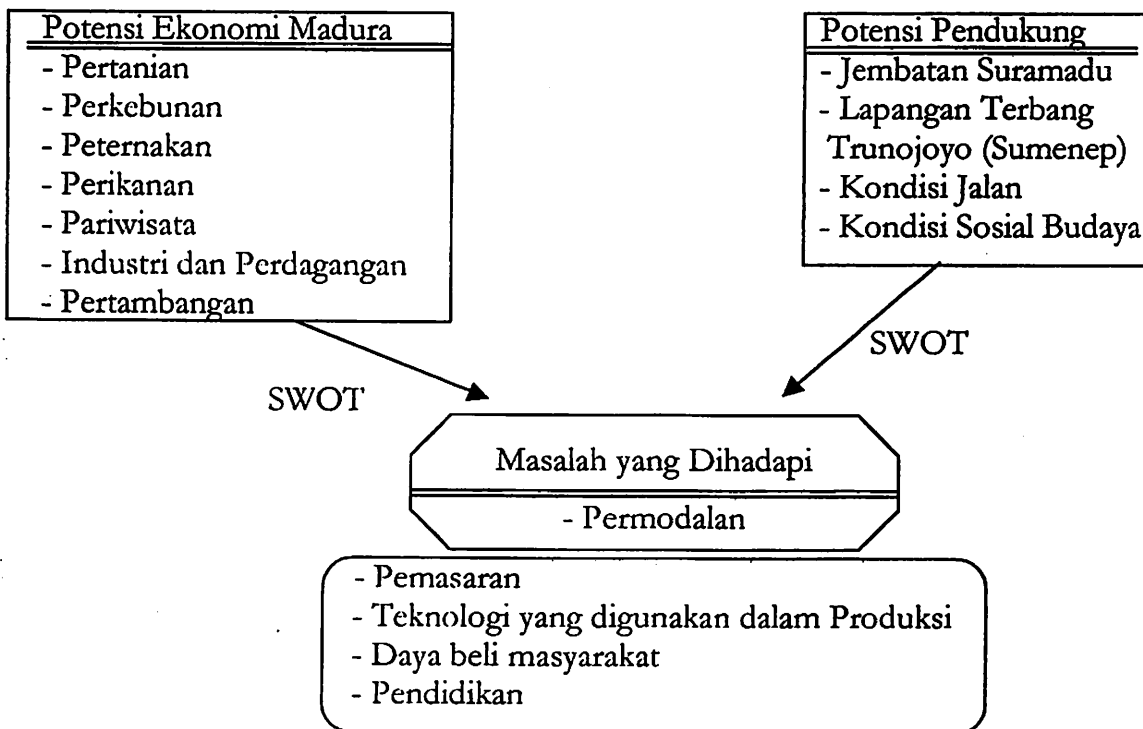 Potensi Ekonomi Madura
- Pertanian
- Perkebunan
- Peternakan
- Perikanan
- Pariwisata
- Industri dan Perdagangan
- Pertambangan
Potensi Pendukung
- Jembatan Suramadu
- Lapangan Terbang
Trunojoyo (Sumenep)
- Kondisi Jalan
- Kondisi Sosial Budaya
SWOT
SWOT
Masalah yang Dihadapi
- Permodalan
- Pemasaran
- Teknologi yang digunakan dalam Produksi
- Daya beli masyarakat
- Pendidikan